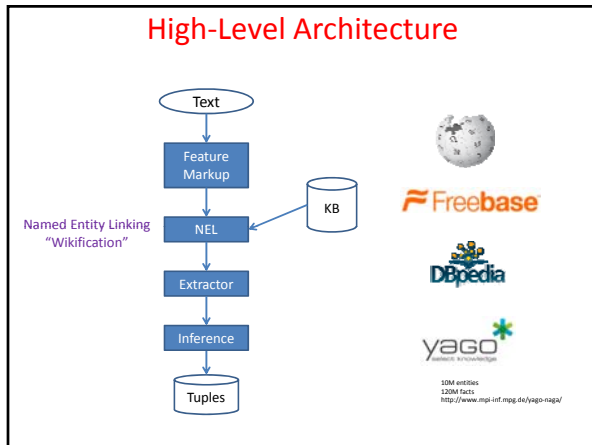 High-Level Architecture
Text
Feature
Markup
KB
Named Entity Linking
"Wikification"
NEL
Extractor
Inference
Tuples
Freebase
DBpedia
yago
select knowledge
10M entities
120M facts
http://www.mpi-inf.mpg.de/yago-naga/